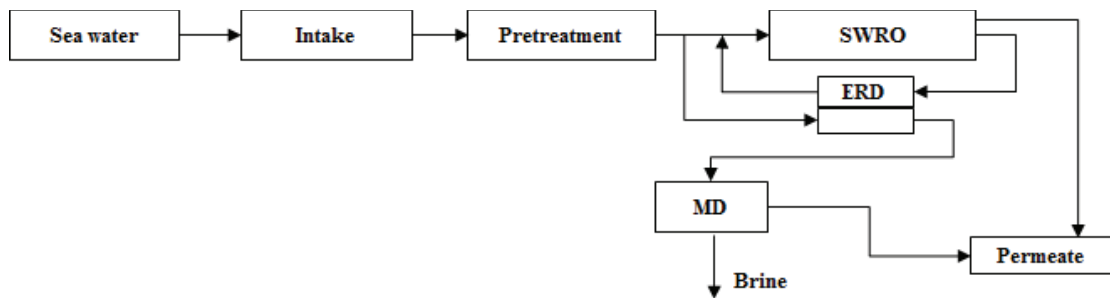 Sea water
Intake
Pretreatment
SWRO
ERD
MD
Permeate
Brine